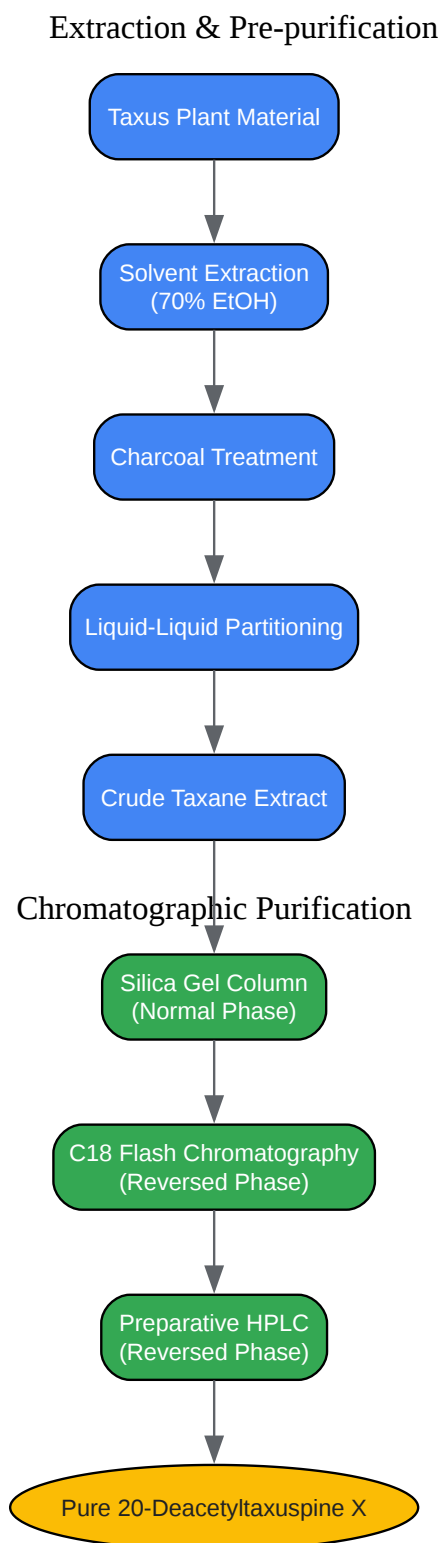 Extraction & Pre-purification
Taxus Plant Material
Solvent Extraction
(70% EtOH)
Charcoal Treatment
Liquid-Liquid Partitioning
Crude Taxane Extract
Chromatographic Purification
Silica Gel Column
(Normal Phase)
C18 Flash Chromatography
(Reversed Phase)
Preparative HPLC
(Reversed Phase)
Pure 20-Deacetyltaxuspine X